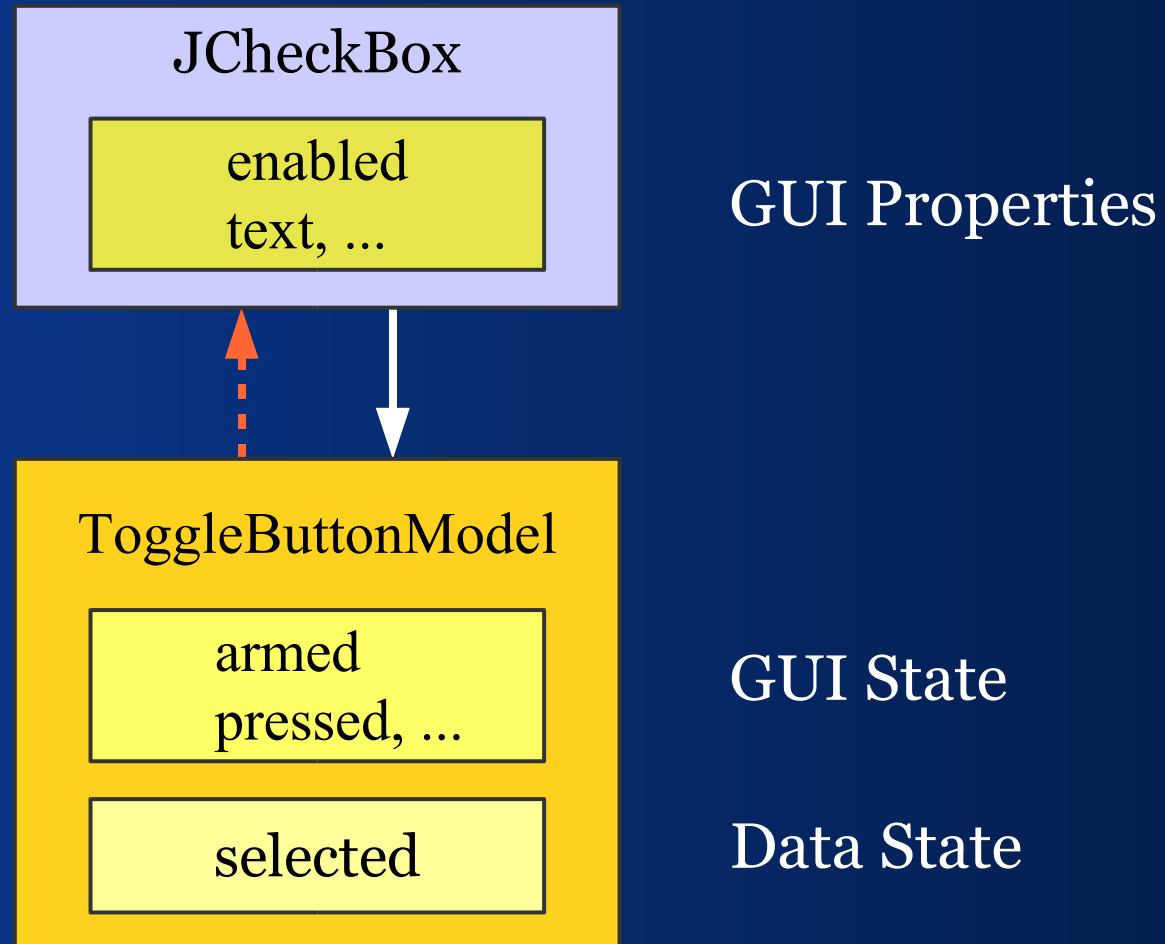 JCheckBox
enabled
text, ...
GUI Properties
ToggleButtonModel
armed
pressed, ...
GUI State
selected
Data State